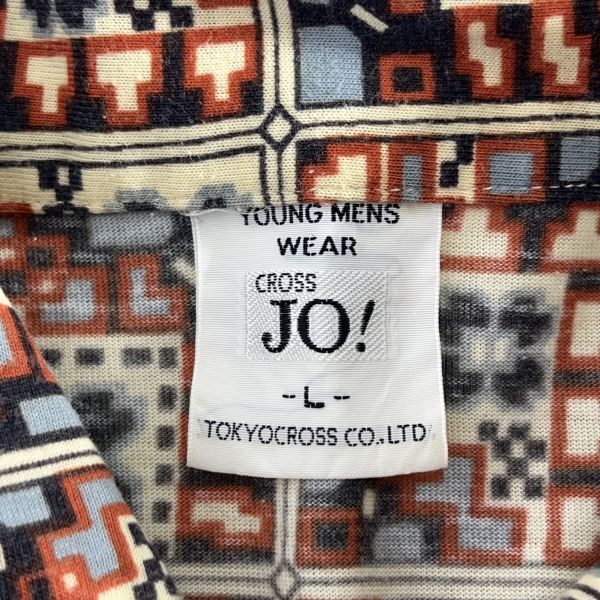 YOUNG MENS
WEAR
CROSS
JO!
-L-
TOKYOCROSS CO.LTD